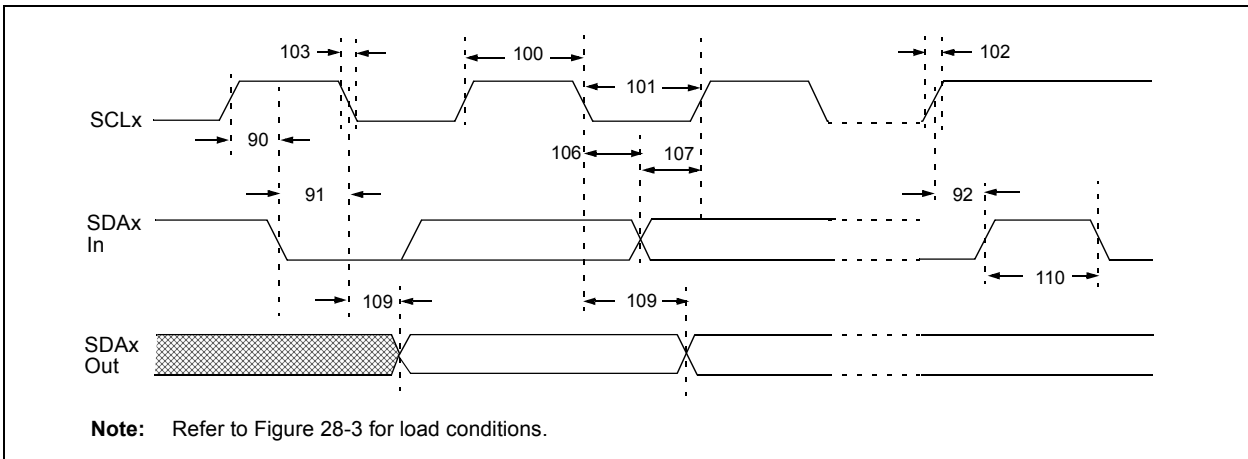 103
100
102
101
SCLx
90
106
107
91
92
SDAx
In
110
109
109
SDAx
Out
Note: Refer to Figure 28-3 for load conditions.